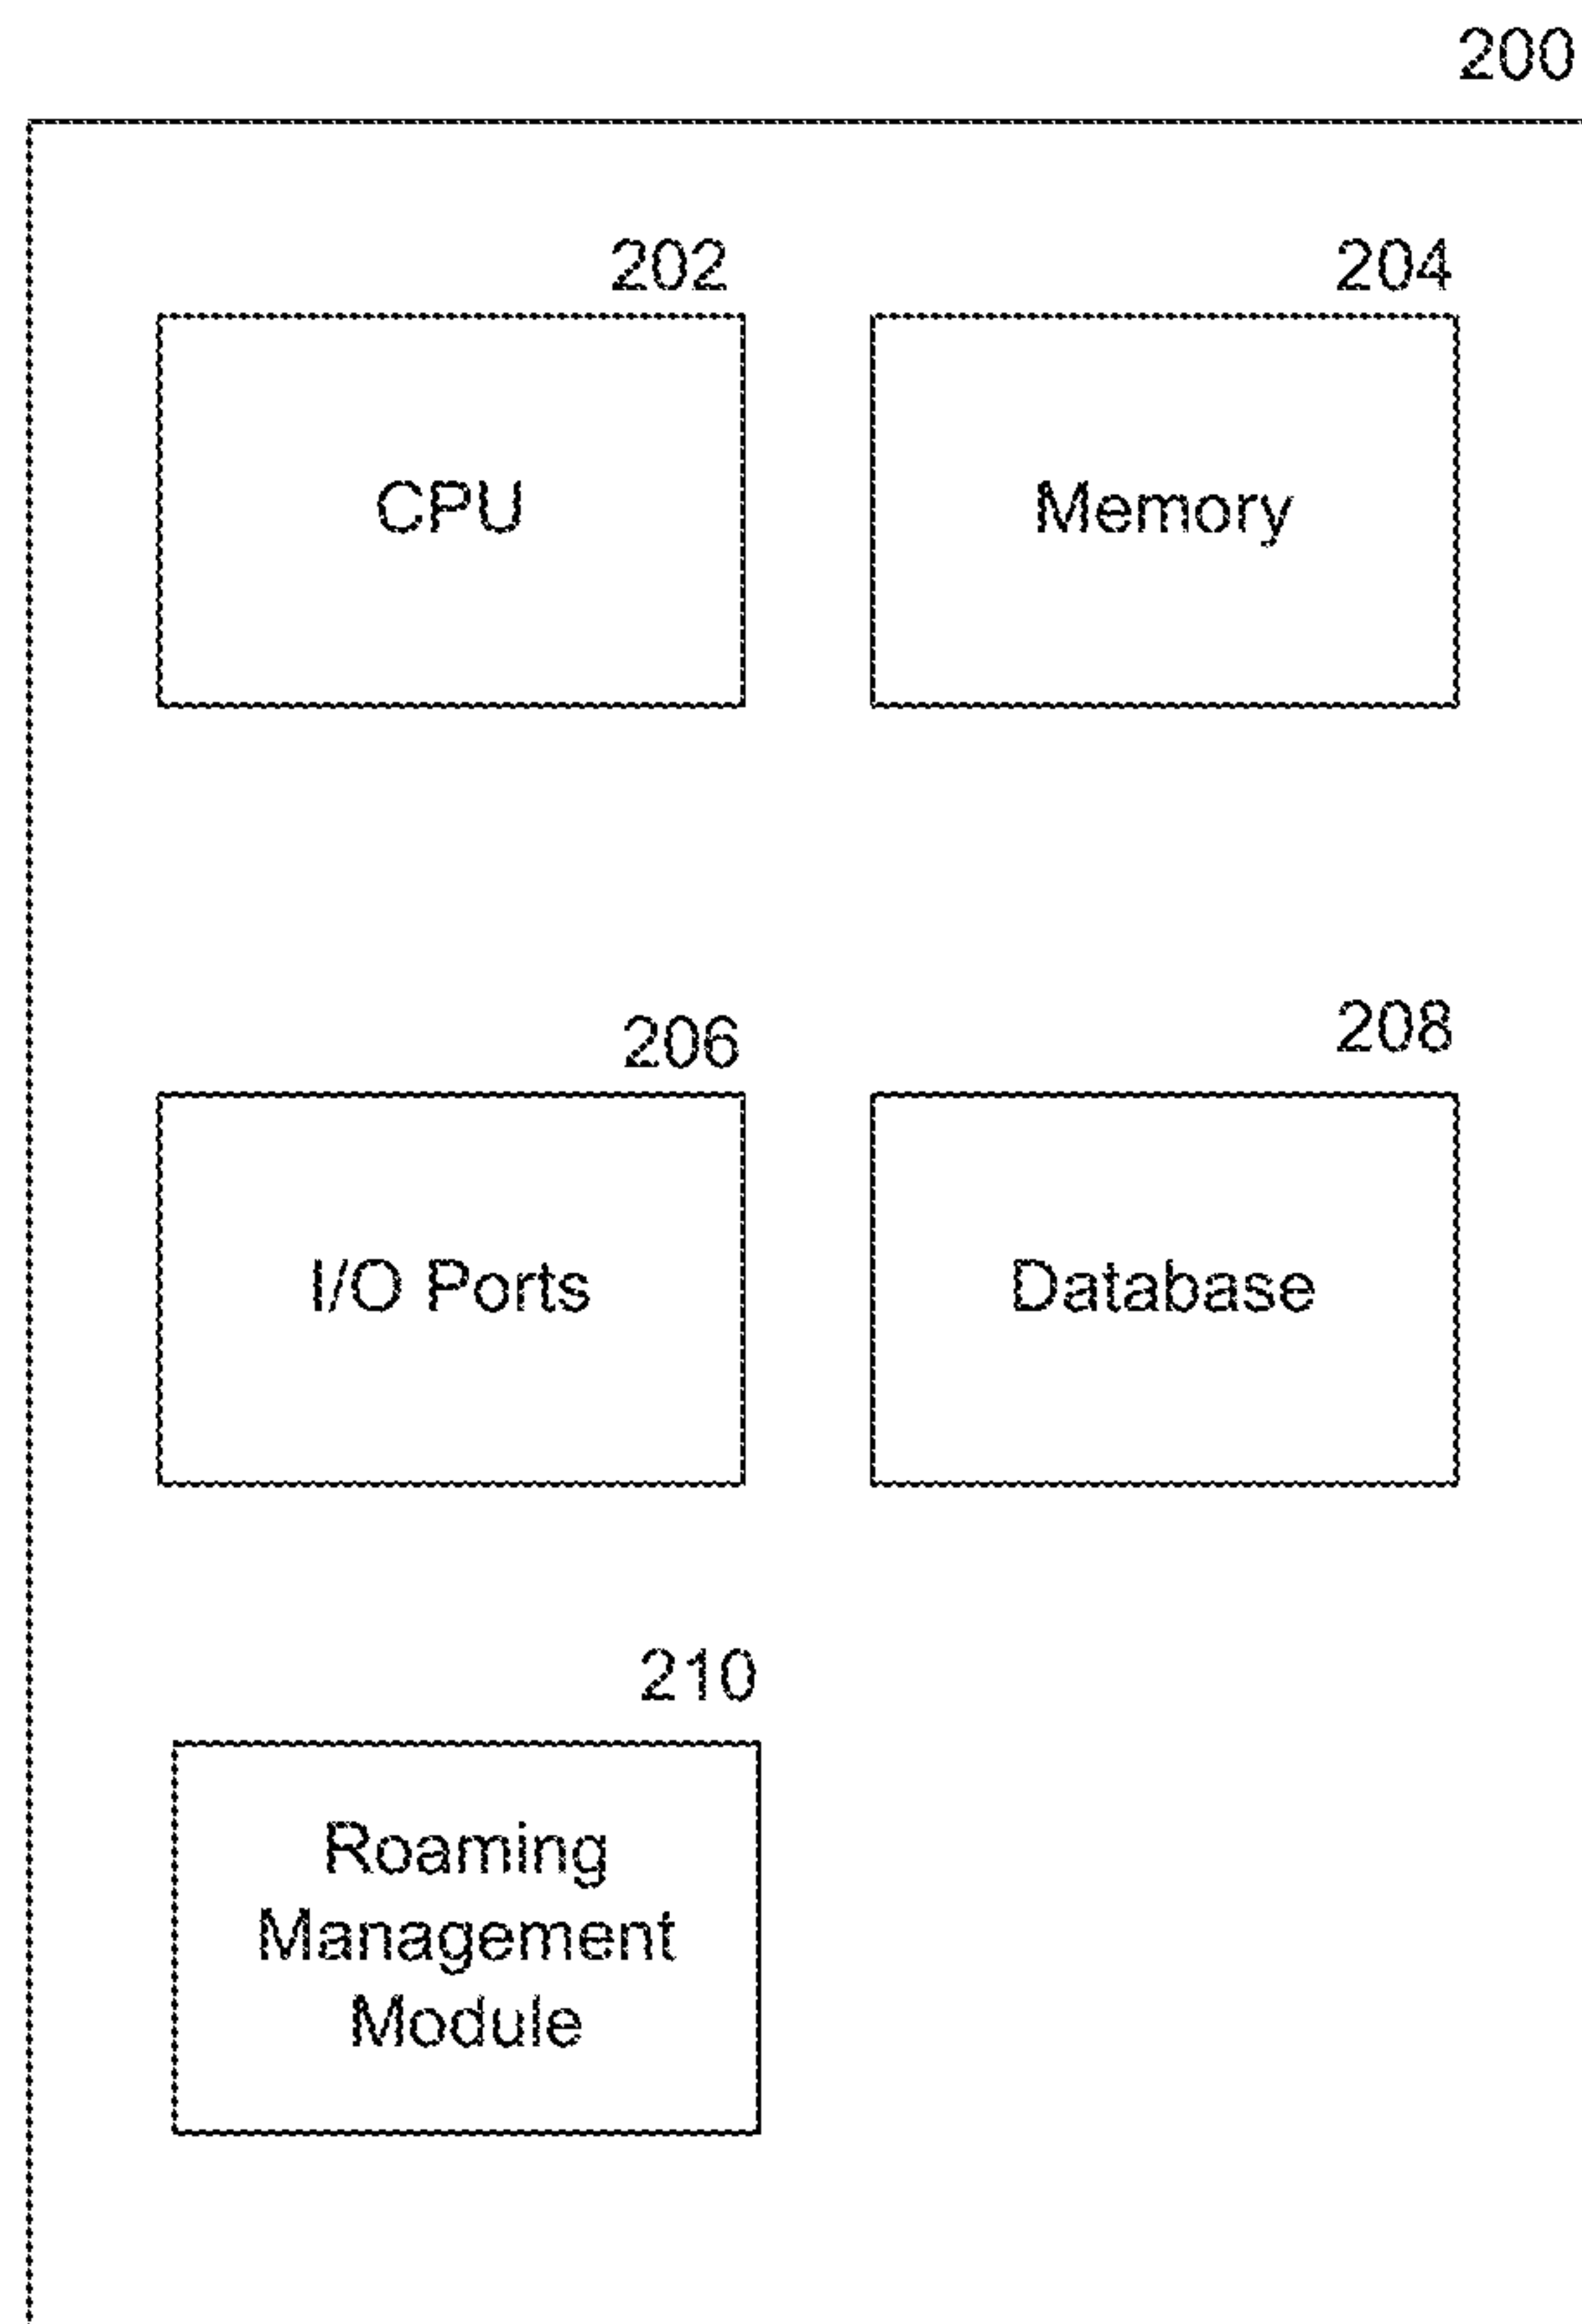 200
202
204
CPU
Memory
206
208
I/O Ports
Database
210
Roaming
Management
Module